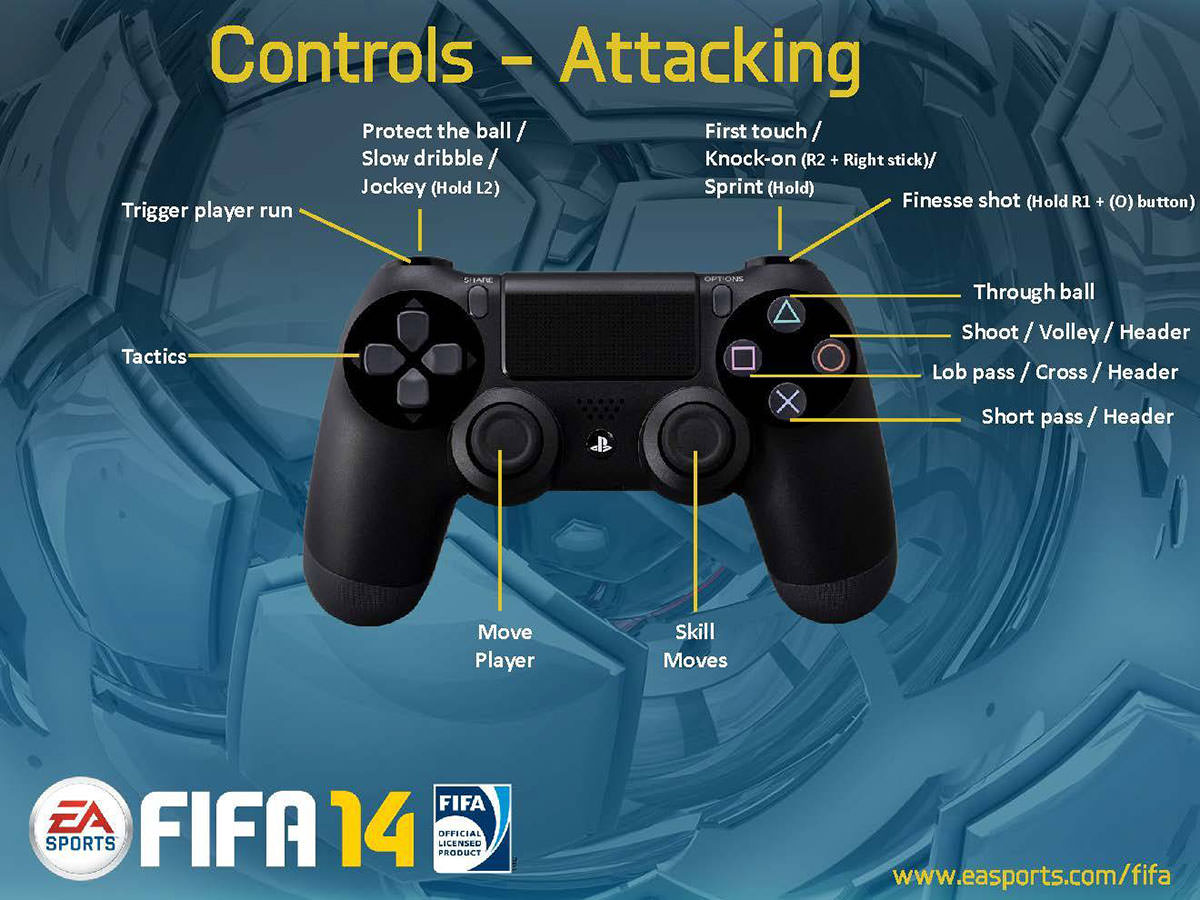 Controls - Attacking
Protect the ball /
Slow dribble /
Jockey (Hold L2)
First touch /
Knock-on (R2 + Right stick)/
Sprint (Hold)
Trigger player run
Finesse shot (Hold R1 + (O) button)
SHARE
OPTIONS
Through ball
Shoot / Volley / Header
Tactics
Lob pass / Cross / Header
Short pass / Header
Move
Player
Skill
Moves
EA
SPORTS
FIFA 14
FIFA
OFFICIAL
LICENSED
PRODUCT
www.easports.com/fifa